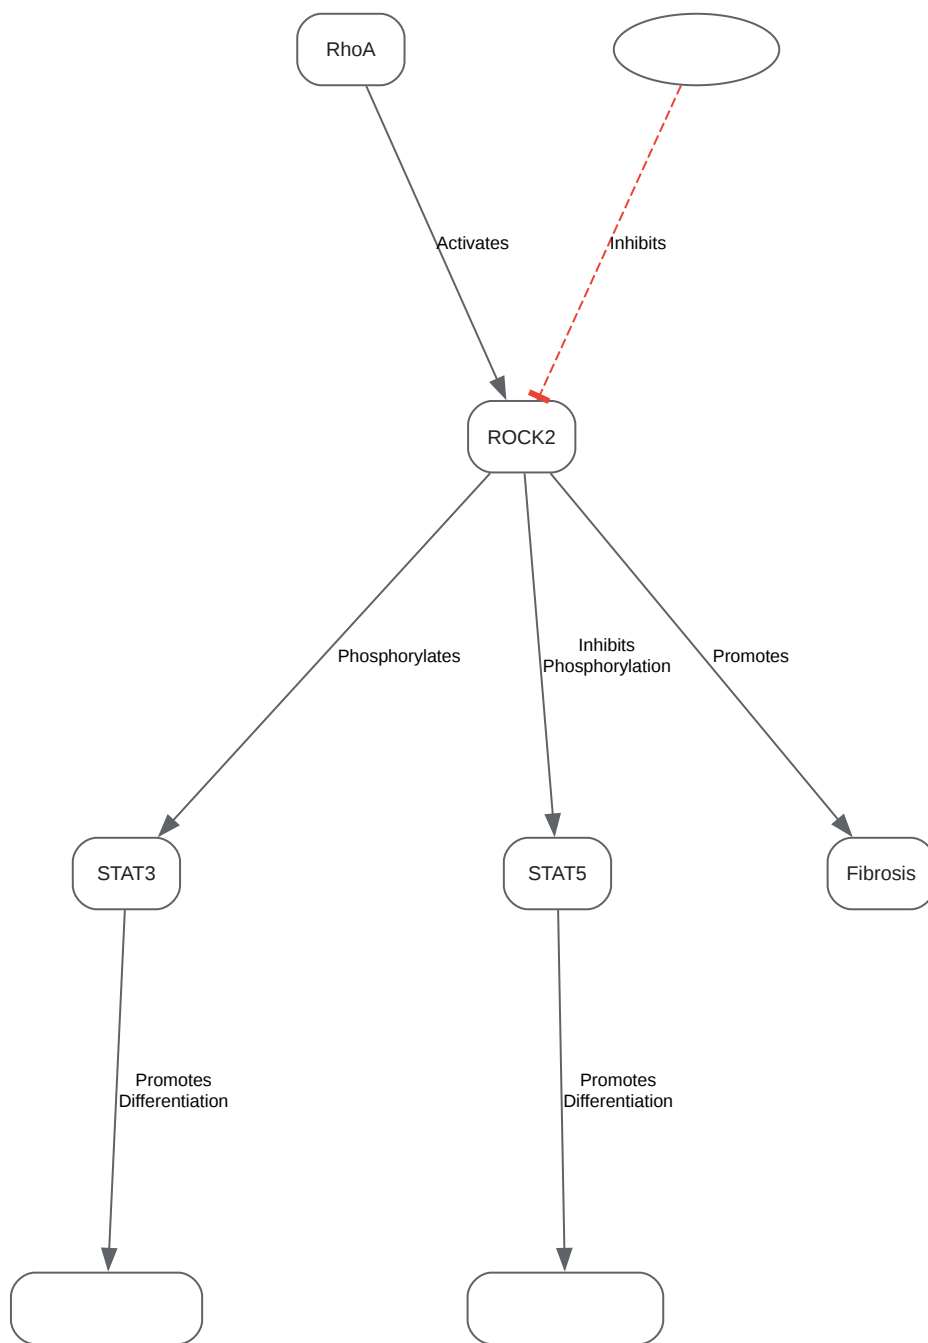 RhoA
Activates
Inhibits
ROCK2
Phosphorylates
Inhibits
Phosphorylation
Promotes
STAT3
STAT5
Fibrosis
Promotes
Differentiation
Promotes
Differentiation